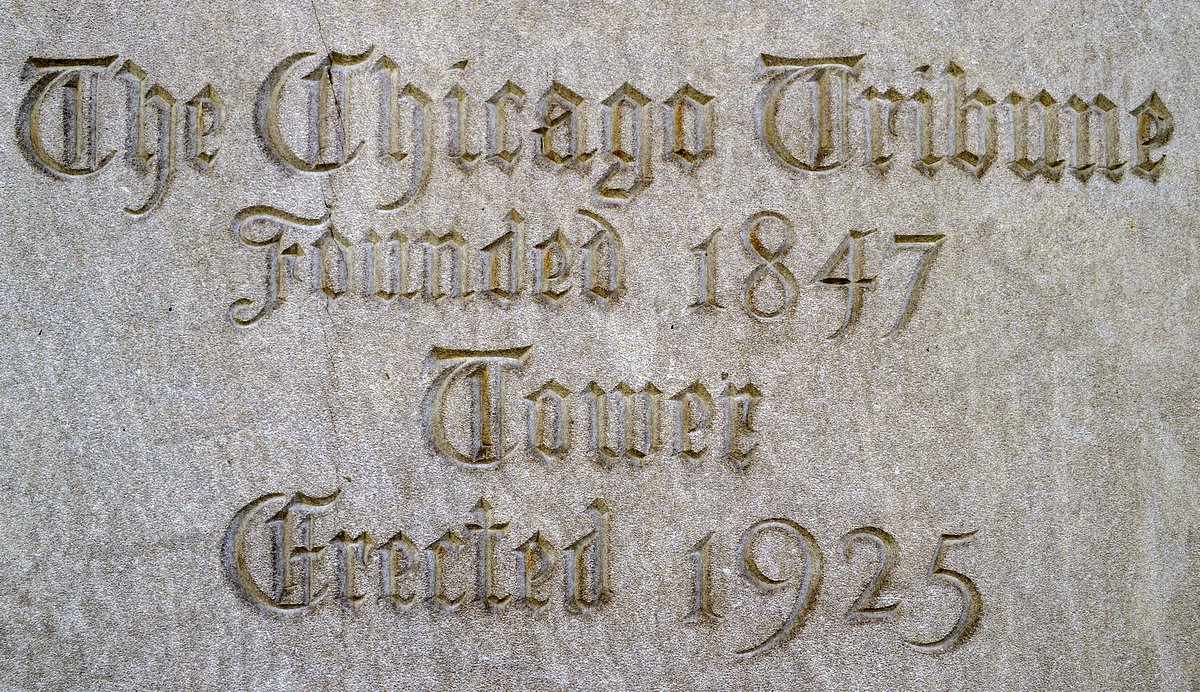 The Chicago Tribune
Founded 1847
Tower
Erected 1925